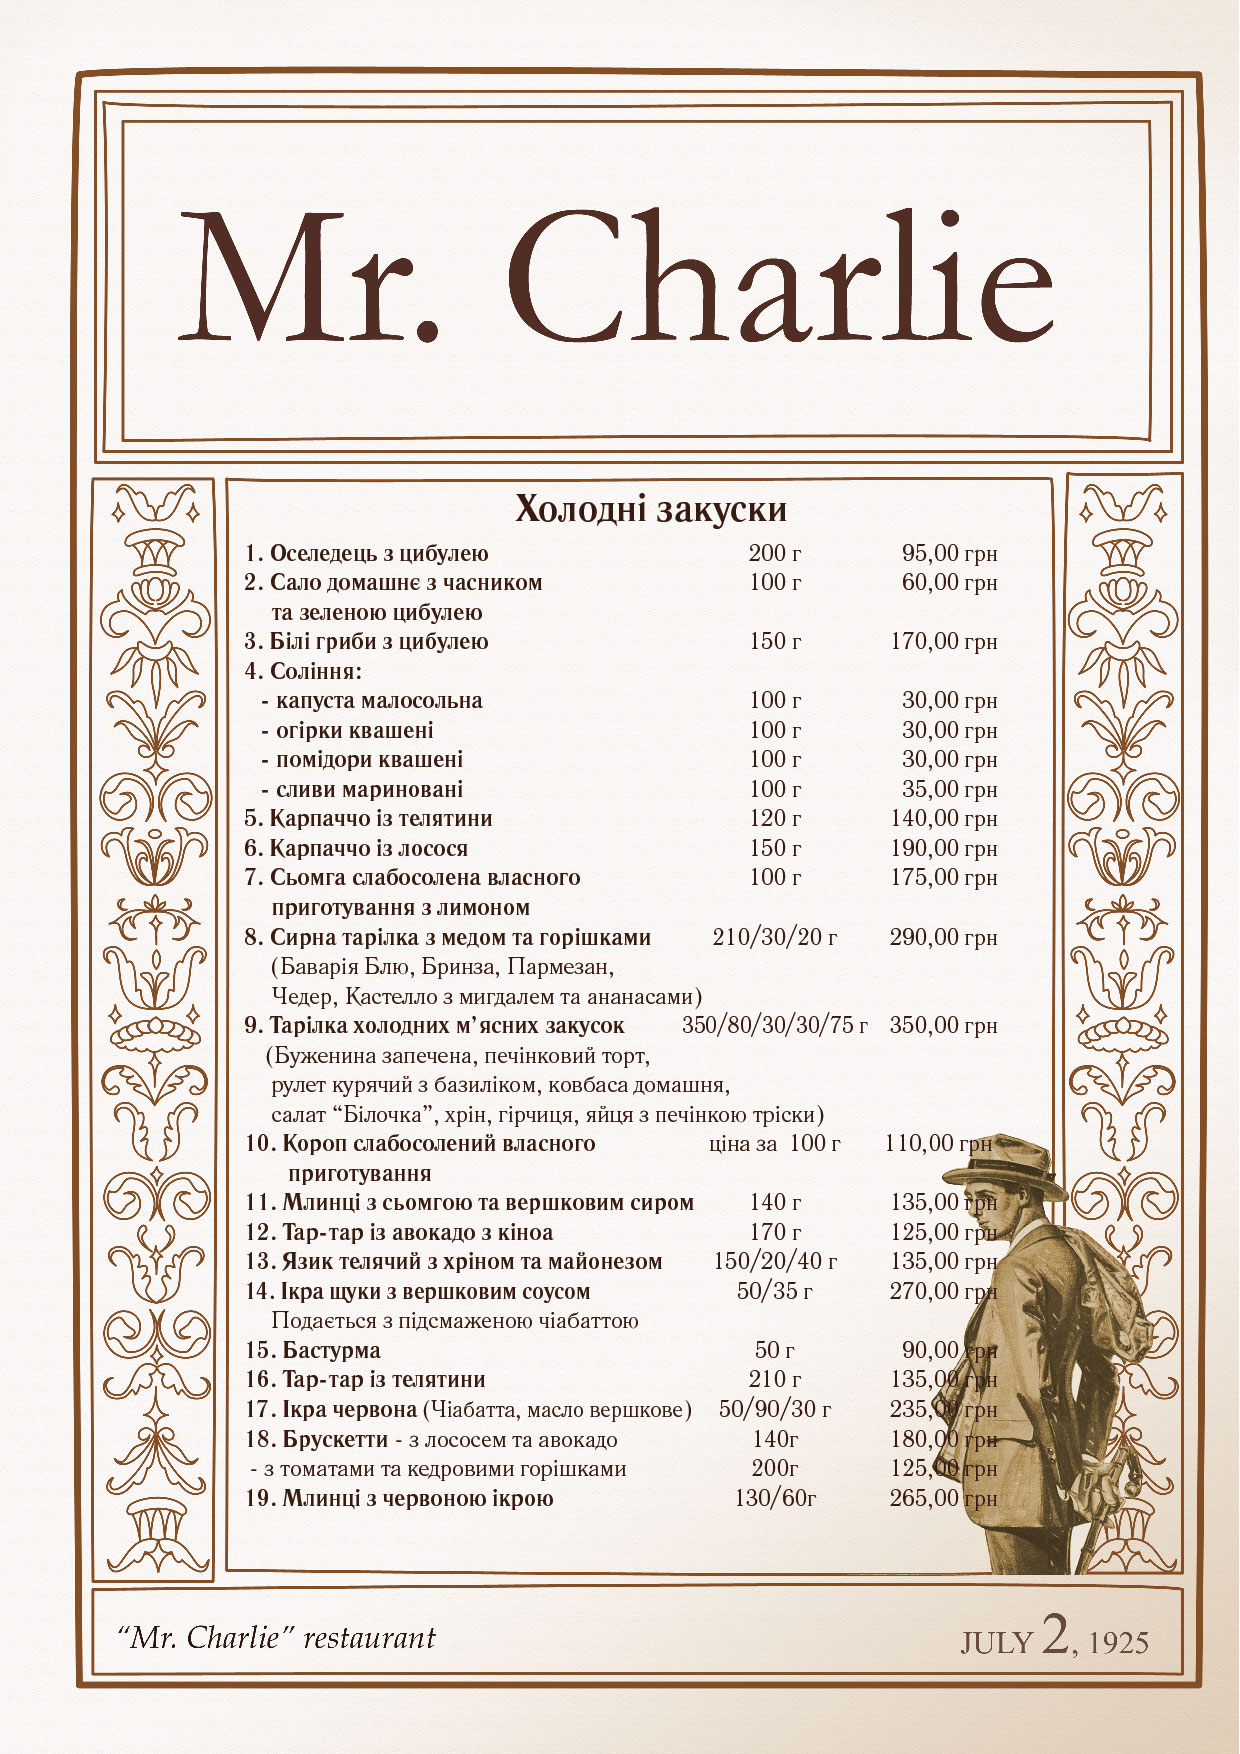 Mr. Charlie
Холодні закуски
1. Оселедець з цибулею 200 г 95,00 грн
2. Сало домашнє з часником 100 г 60,00 грн
та зеленою цибулею
3. Білі гриби з цибулею 150 г 170,00 грн
4. Соління:
- капуста малосольна 100 г 30,00 грн
- огірки квашені 100 г 30,00 грн
- помідори квашені 100 г 30,00 грн
- сливи мариновані 100 г 35,00 грн
5. Карпаччо із телятини 120 г 140,00 грн
6. Карпаччо із лосося 150 г 190,00 грн
7. Сьомга слабосолена власного 100 г 175,00 грн
приготування з лимоном
8. Сирна тарілка з медом та горішками 210/30/20 г 290,00 грн
(Баварія Блю, Бринза, Пармезан,
Чедер, Кастелло з мигдалем та ананасами)
9. Тарілка холодних м’ясних закусок 350/80/30/30/75 г 350,00 грн
(Буженина запечена, печінковий торт,
рулет курячий з базиліком, ковбаса домашня,
салат “Білочка”, хрін, гірчиця, яйця з печінкою тріски)
10. Короп слабосолений власного ціна за 100 г 110,00 грн
приготування
11. Млинці з сьомгою та вершковим сиром 140 г 135,00 грн
12. Тар-тар із авокадо з кіноа 170 г 125,00 грн
13. Язик телячий з хріном та майонезом 150/20/40 г 135,00 грн
14. Ікра щуки з вершковим соусом 50/35 г 270,00 грн
Подається з підсмаженою чіабаттою
15. Бастурма 50 г 90,00 грн
16. Тар-тар із телятини 210 г 135,00 грн
17. Ікра червона (Чіабатта, масло вершкове) 50/90/30 г 235,00 грн
18. Брускетти - з лососем та авокадо 140г 180,00 грн
- з томатами та кедровими горішками 200г 125,00 грн
19. Млинці з червоною ікрою 130/60г 265,00 грн
“Mr. Charlie” restaurant
JULY 2, 1925